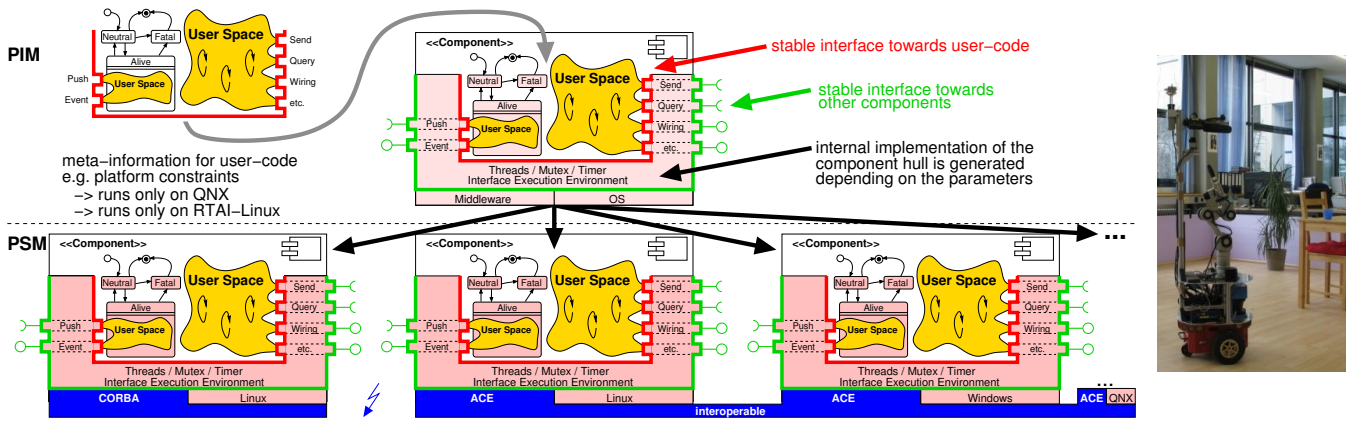 PIM
Neutral
Fatal
Alive
User Space
User Space
Push
Event
Send
Query
Wiring
etc.
meta−information for user−code
e.g. platform constraints
−> runs only on QNX
−> runs only on RTAI−Linux
<<Component>>
Neutral
Fatal
Alive
User Space
User Space
Push
Event
Send
Query
Wiring
etc.
Threads / Mutex / Timer
Interface Execution Environment
Middleware
OS
stable interface towards user−code
stable interface towards
other components
internal implementation of the
component hull is generated
depending on the parameters
PSM
...
<<Component>>
Neutral
Fatal
Alive
User Space
User Space
Push
Event
Send
Query
Wiring
etc.
Threads / Mutex / Timer
Interface Execution Environment
CORBA
Linux
<<Component>>
Neutral
Fatal
Alive
User Space
User Space
Push
Event
Send
Query
Wiring
etc.
Threads / Mutex / Timer
Interface Execution Environment
ACE
Linux
<<Component>>
Neutral
Fatal
Alive
User Space
User Space
Push
Event
Send
Query
Wiring
etc.
Threads / Mutex / Timer
Interface Execution Environment
ACE
Windows
...
ACE
QNX
interoperable